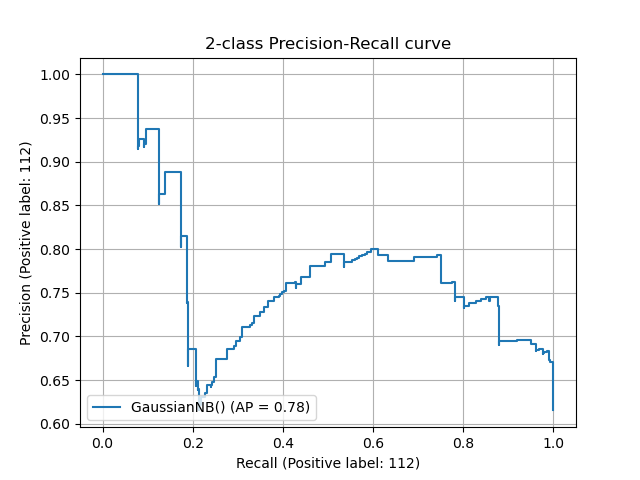 2-class Precision-Recall curve
Precision (Positive label: 112)
1.00
0.95
0.90
0.85
0.80
0.75
0.70
0.65
0.60
GaussianNB() (AP = 0.78)
0.0 0.2 0.4 0.6 0.8 1.0
Recall (Positive label: 112)